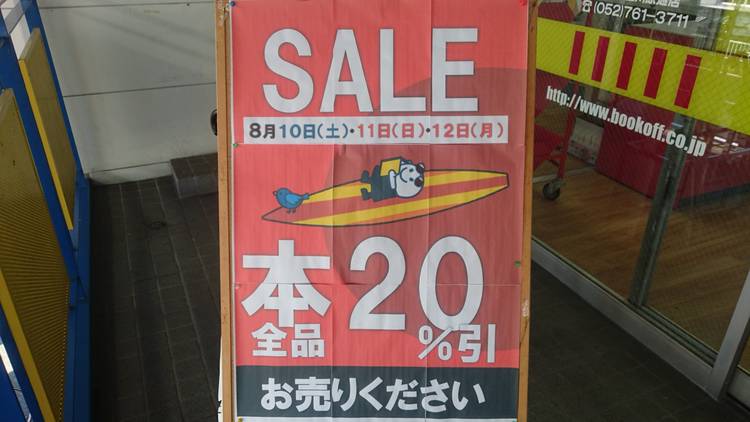 (052)761-3711
http://www.bookoff.co.jp
SALE
8月10日(土)・11日(日)・12日(月)
本 20
全品 %引
お売りください